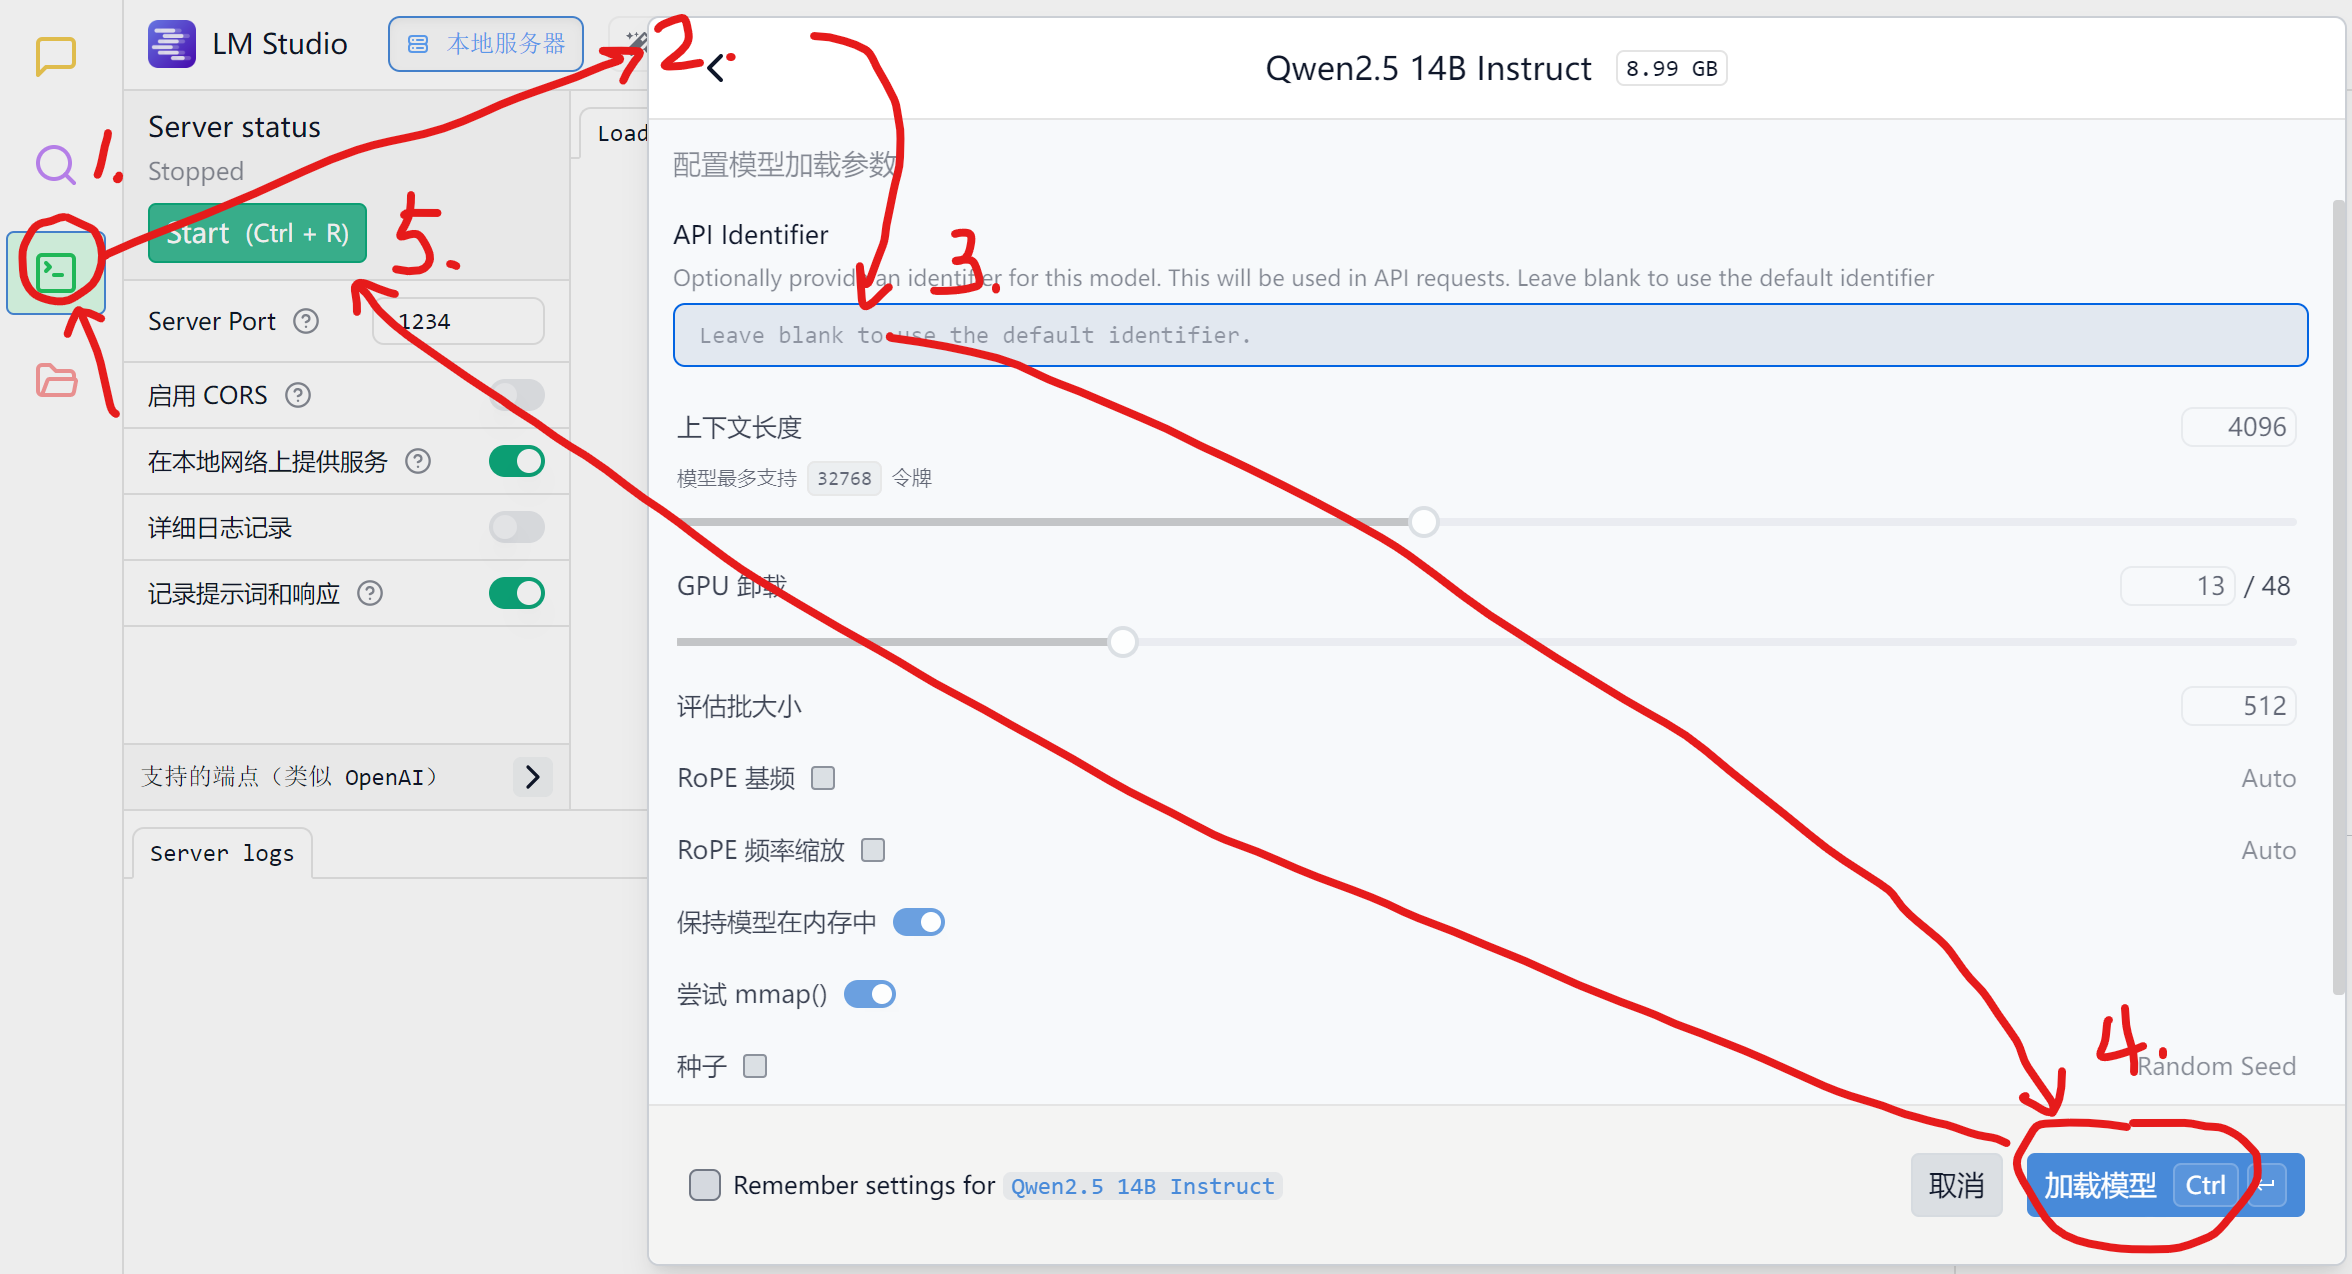 LM Studio
本地服务器
Server status
Stopped
Start (Ctrl + R)
Server Port
1234
启用 CORS
在本地网络上提供服务
详细日志记录
记录提示词和响应
支持的端点（类似 OpenAI）
Server logs
Load
1.
2.
3.
4.
5.
Qwen2.5 14B Instruct 8.99 GB
配置模型加载参数
API Identifier
Optionally provide an identifier for this model. This will be used in API requests. Leave blank to use the default identifier
Leave blank to use the default identifier.
上下文长度 4096
模型最多支持 32768 令牌
GPU 卸载 13 / 48
评估批大小 512
RoPE 基频 Auto
RoPE 频率缩放 Auto
保持模型在内存中
尝试 mmap()
种子 Random Seed
Remember settings for Qwen2.5 14B Instruct
取消
加载模型 Ctrl ↵